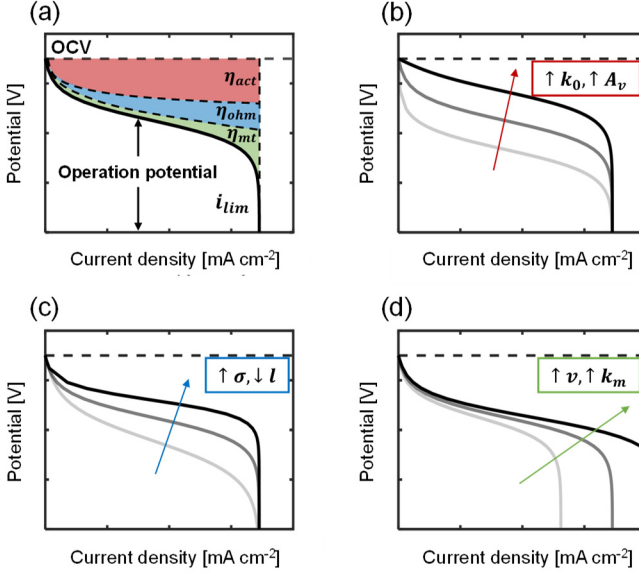 (a)
OCV
η_act
η_ohm
η_mt
Operation potential
i_lim
Potential [V]
Current density [mA cm⁻²]
(b)
↑ k₀, ↑ A_v
Potential [V]
Current density [mA cm⁻²]
(c)
↑ σ, ↓ l
Potential [V]
Current density [mA cm⁻²]
(d)
↑ v, ↑ k_m
Potential [V]
Current density [mA cm⁻²]